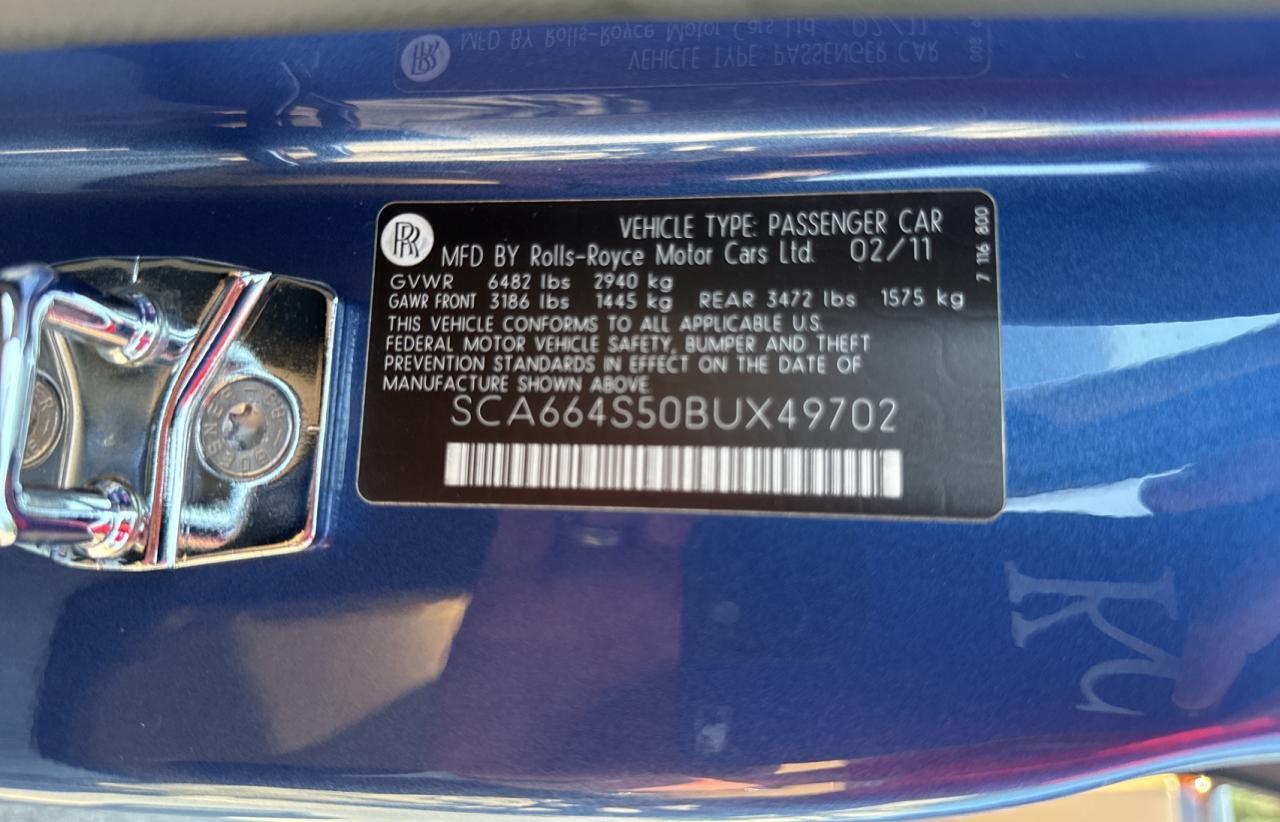 VEHICLE TYPE: PASSENGER CAR
MFD BY Rolls-Royce Motor Cars Ltd. 02/11
GVWR 6482 lbs 2940 kg
GAWR FRONT 3186 lbs 1445 kg REAR 3472 lbs 1575 kg
THIS VEHICLE CONFORMS TO ALL APPLICABLE U.S.
FEDERAL MOTOR VEHICLE SAFETY, BUMPER AND THEFT
PREVENTION STANDARDS IN EFFECT ON THE DATE OF
MANUFACTURE SHOWN ABOVE
SCA664S50BUX49702
7 116 800
RR